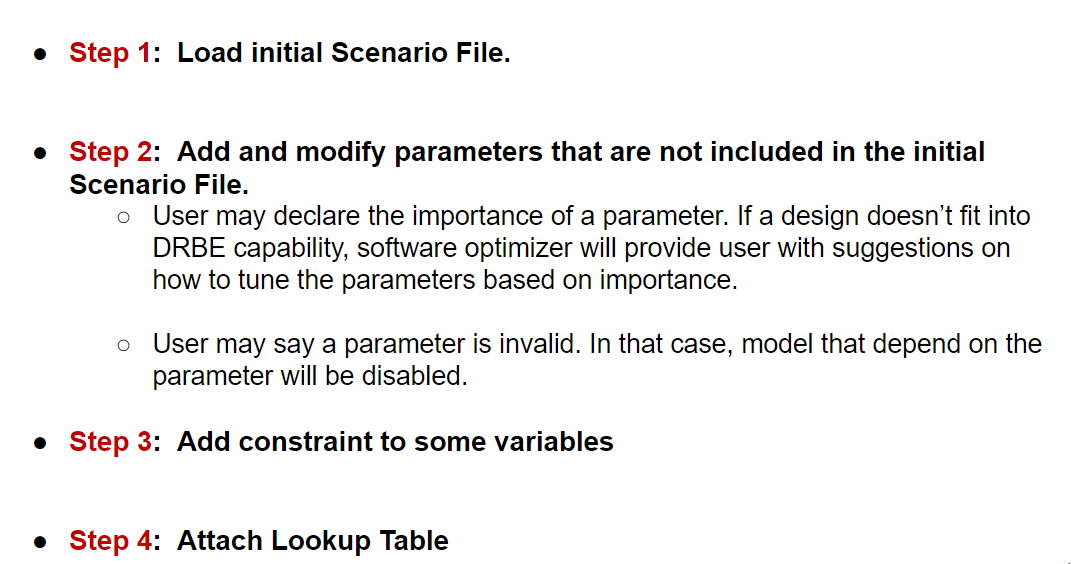 ● Step 1:  Load initial Scenario File.
● Step 2:  Add and modify parameters that are not included in the initial
Scenario File.
○ User may declare the importance of a parameter. If a design doesn’t fit into
DRBE capability, software optimizer will provide user with suggestions on
how to tune the parameters based on importance.
○ User may say a parameter is invalid. In that case, model that depend on the
parameter will be disabled.
● Step 3:  Add constraint to some variables
● Step 4:  Attach Lookup Table